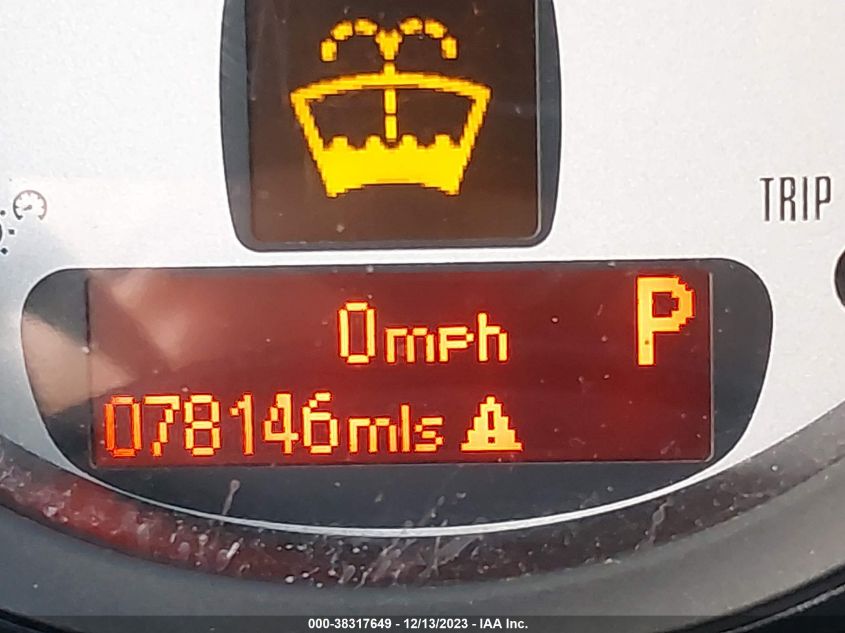 TRIP
0mph P
078146mls
000-38317649 - 12/13/2023 - IAA Inc.